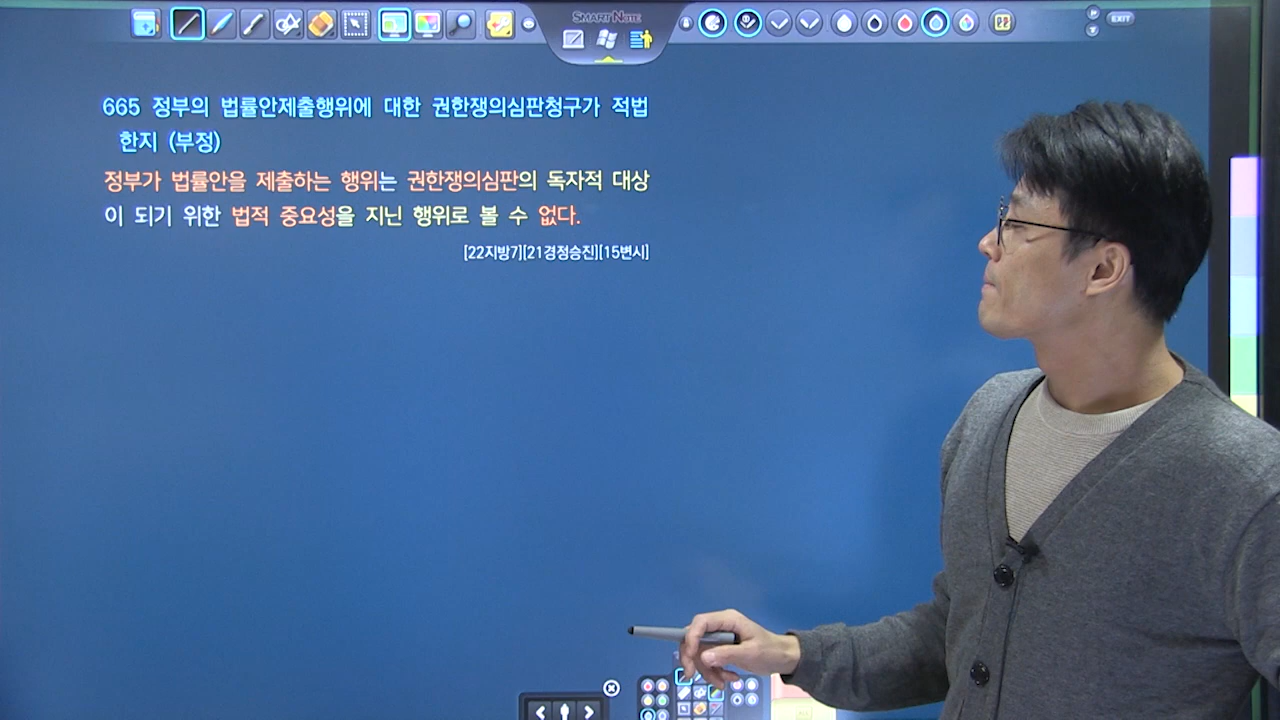 SMART NOTE
EXIT
665 정부의 법률안제출행위에 대한 권한쟁의심판청구가 적법
한지 (부정)
정부가 법률안을 제출하는 행위는 권한쟁의심판의 독자적 대상
이 되기 위한 법적 중요성을 지닌 행위로 볼 수 없다.
[22지방7][21경정승진][15변시]